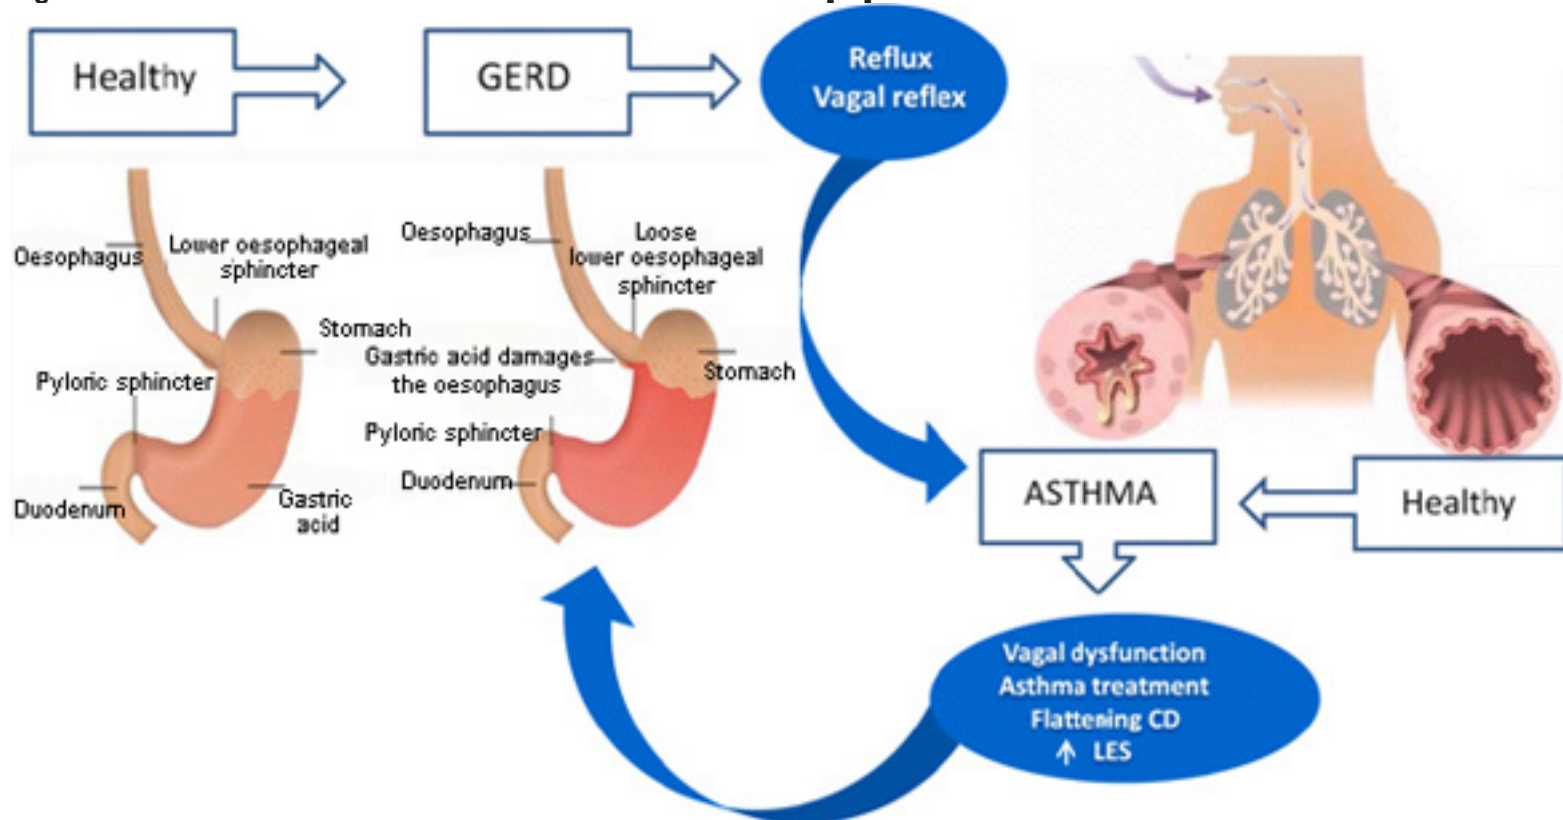 Healthy
GERD
Reflux
Vagal reflex
Oesophagus
Lower oesophageal
sphincter
Stomach
Pyloric sphincter
Duodenum
Gastric
acid
Oesophagus
Loose
lower oesophageal
sphincter
Gastric acid damages
the oesophagus
Stomach
Pyloric sphincter
Duodenum
ASTHMA
Healthy
Vagal dysfunction
Asthma treatment
Flattening CD
↑ LES